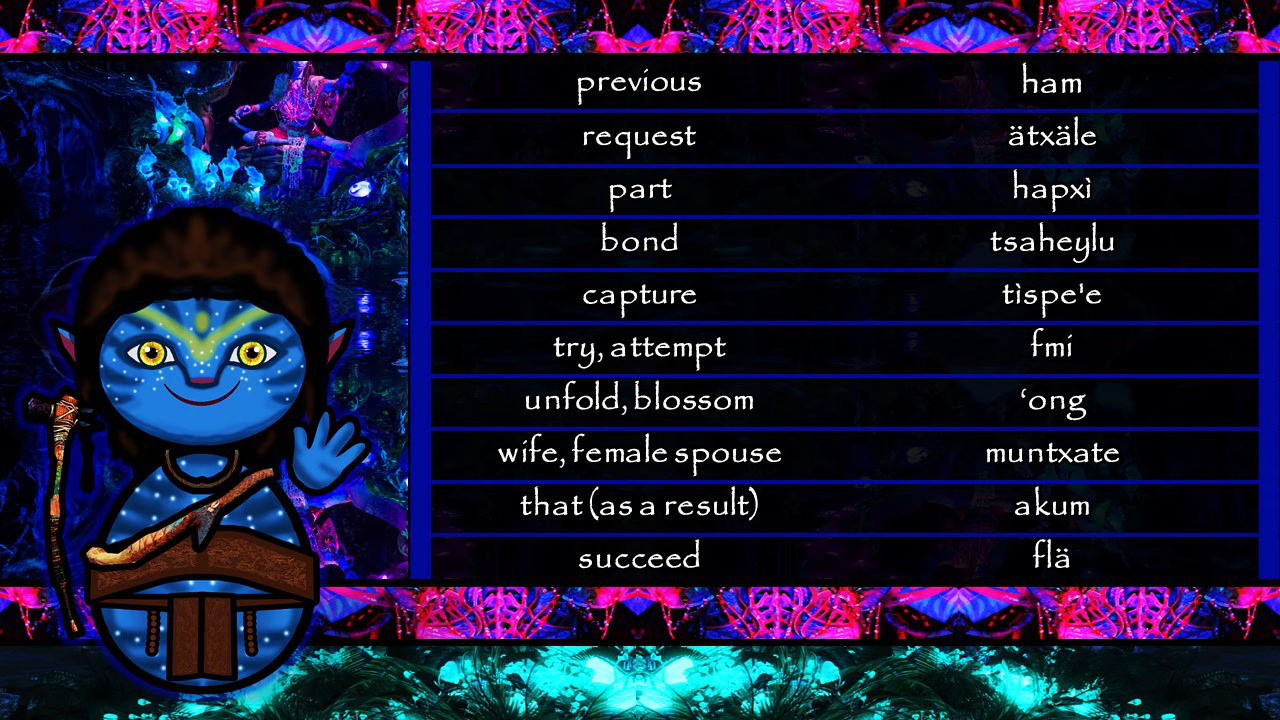 previous ham
request ätxäle
part hapxì
bond tsaheylu
capture tìspe'e
try, attempt fmi
unfold, blossom ‘ong
wife, female spouse muntxate
that (as a result) akum
succeed flä